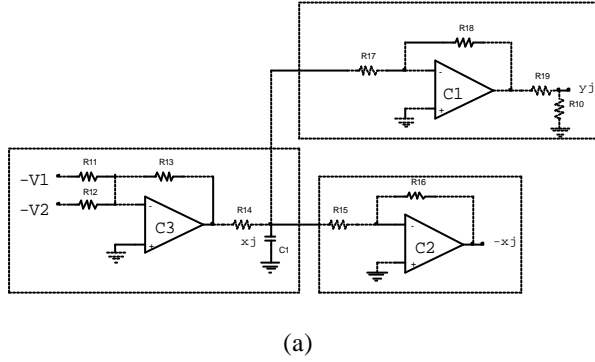 R18
R17
-
C1
+
R19
yj
R10
R11
-V1
R13
R12
-V2
-
C3
+
R14
xj
C1
R15
R16
-
C2
+
-xj
(a)